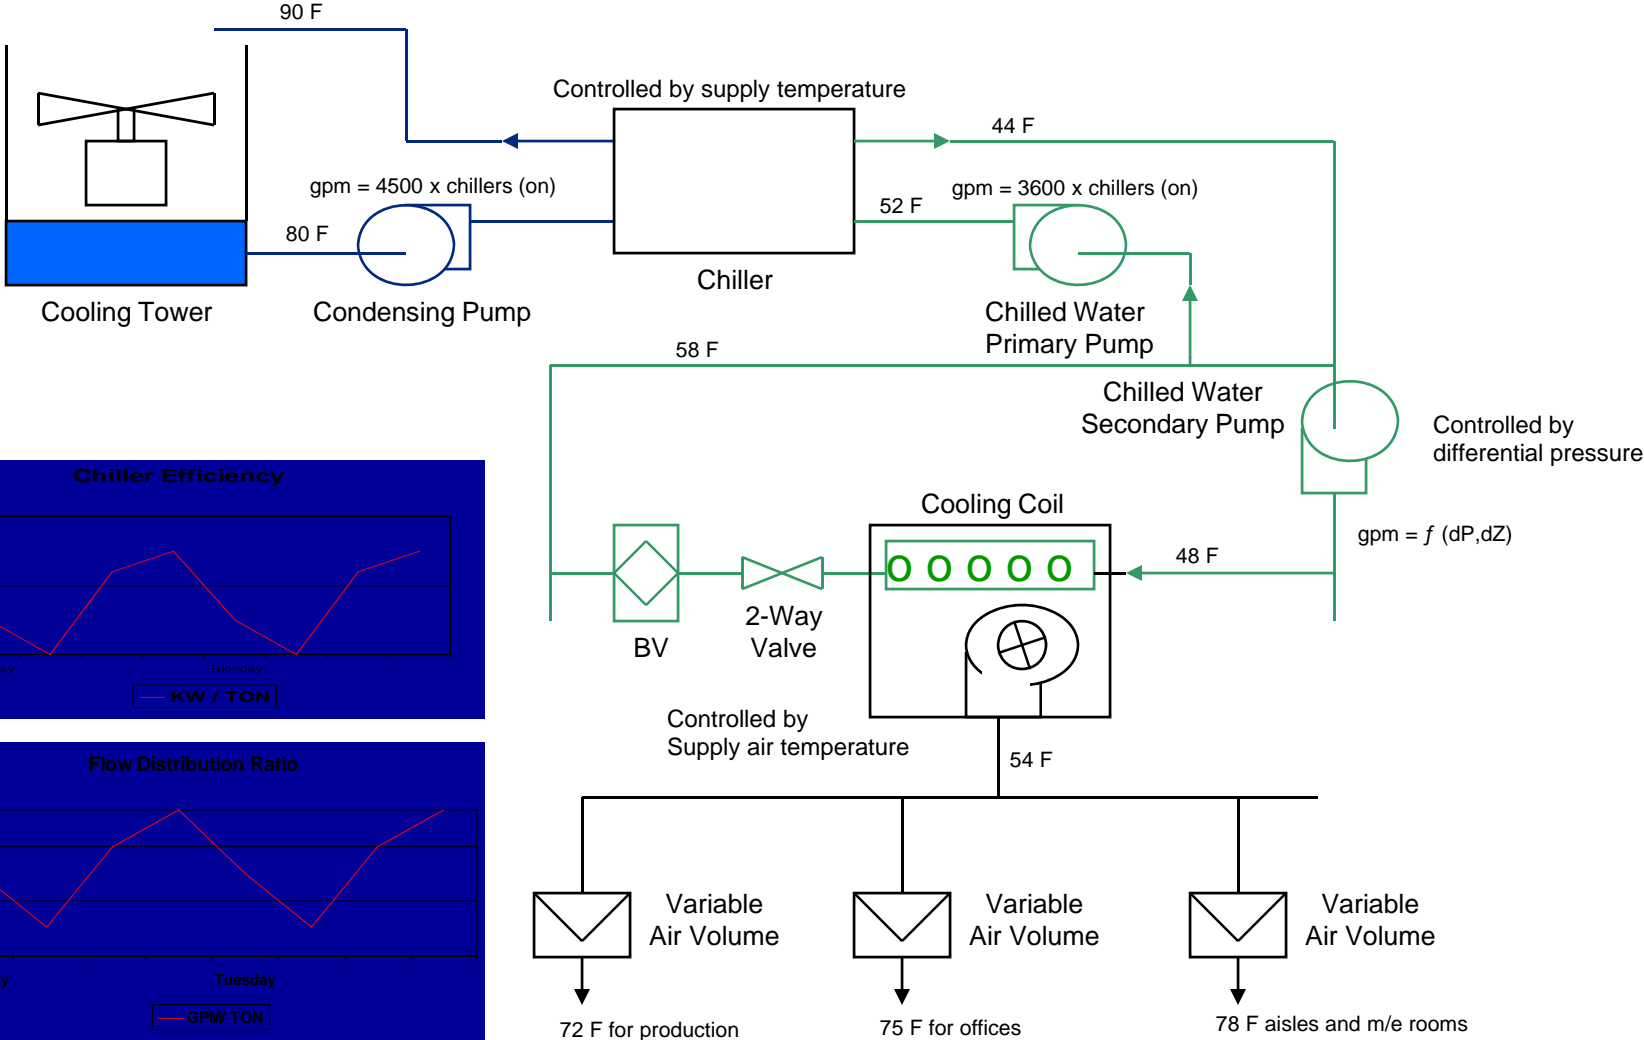 90 F
Controlled by supply temperature
44 F
gpm = 4500 x chillers (on)
gpm = 3600 x chillers (on)
52 F
80 F
Chiller
Cooling Tower
Condensing Pump
Chilled Water
Primary Pump
58 F
Chilled Water
Secondary Pump
Controlled by
differential pressure
Chiller Efficiency
Cooling Coil
gpm = ƒ (dP,dZ)
48 F
o o o o o
2-Way
Valve
BV
Tuesday
KW / TON
Controlled by
Supply air temperature
54 F
Flow Distribution Ratio
Variable
Air Volume
Variable
Air Volume
Variable
Air Volume
Tuesday
GPM/ TON
72 F for production
75 F for offices
78 F aisles and m/e rooms